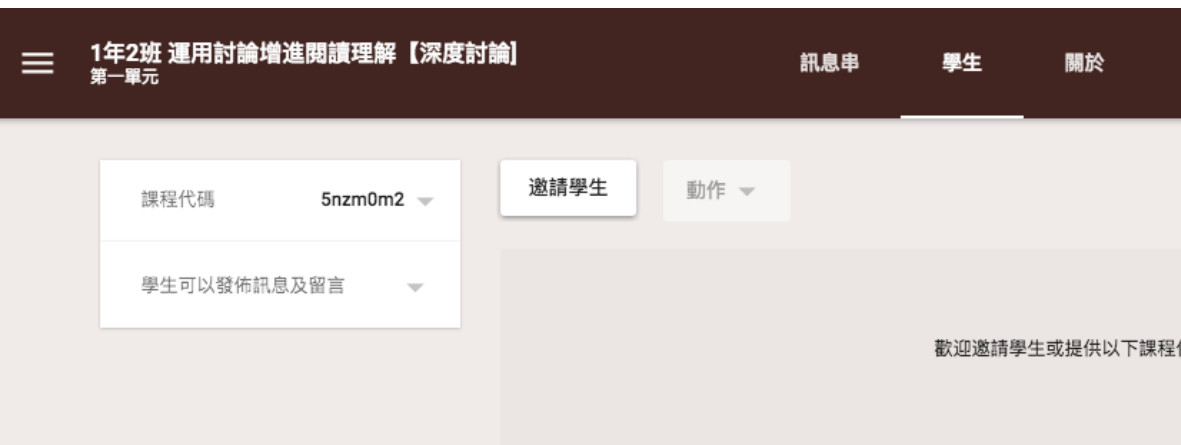 1年2班 運用討論增進閱讀理解【深度討論]
第一單元
訊息串 學生 關於
課程代碼 5nzm0m2
學生可以發佈訊息及留言
邀請學生 動作
歡迎邀請學生或提供以下課程